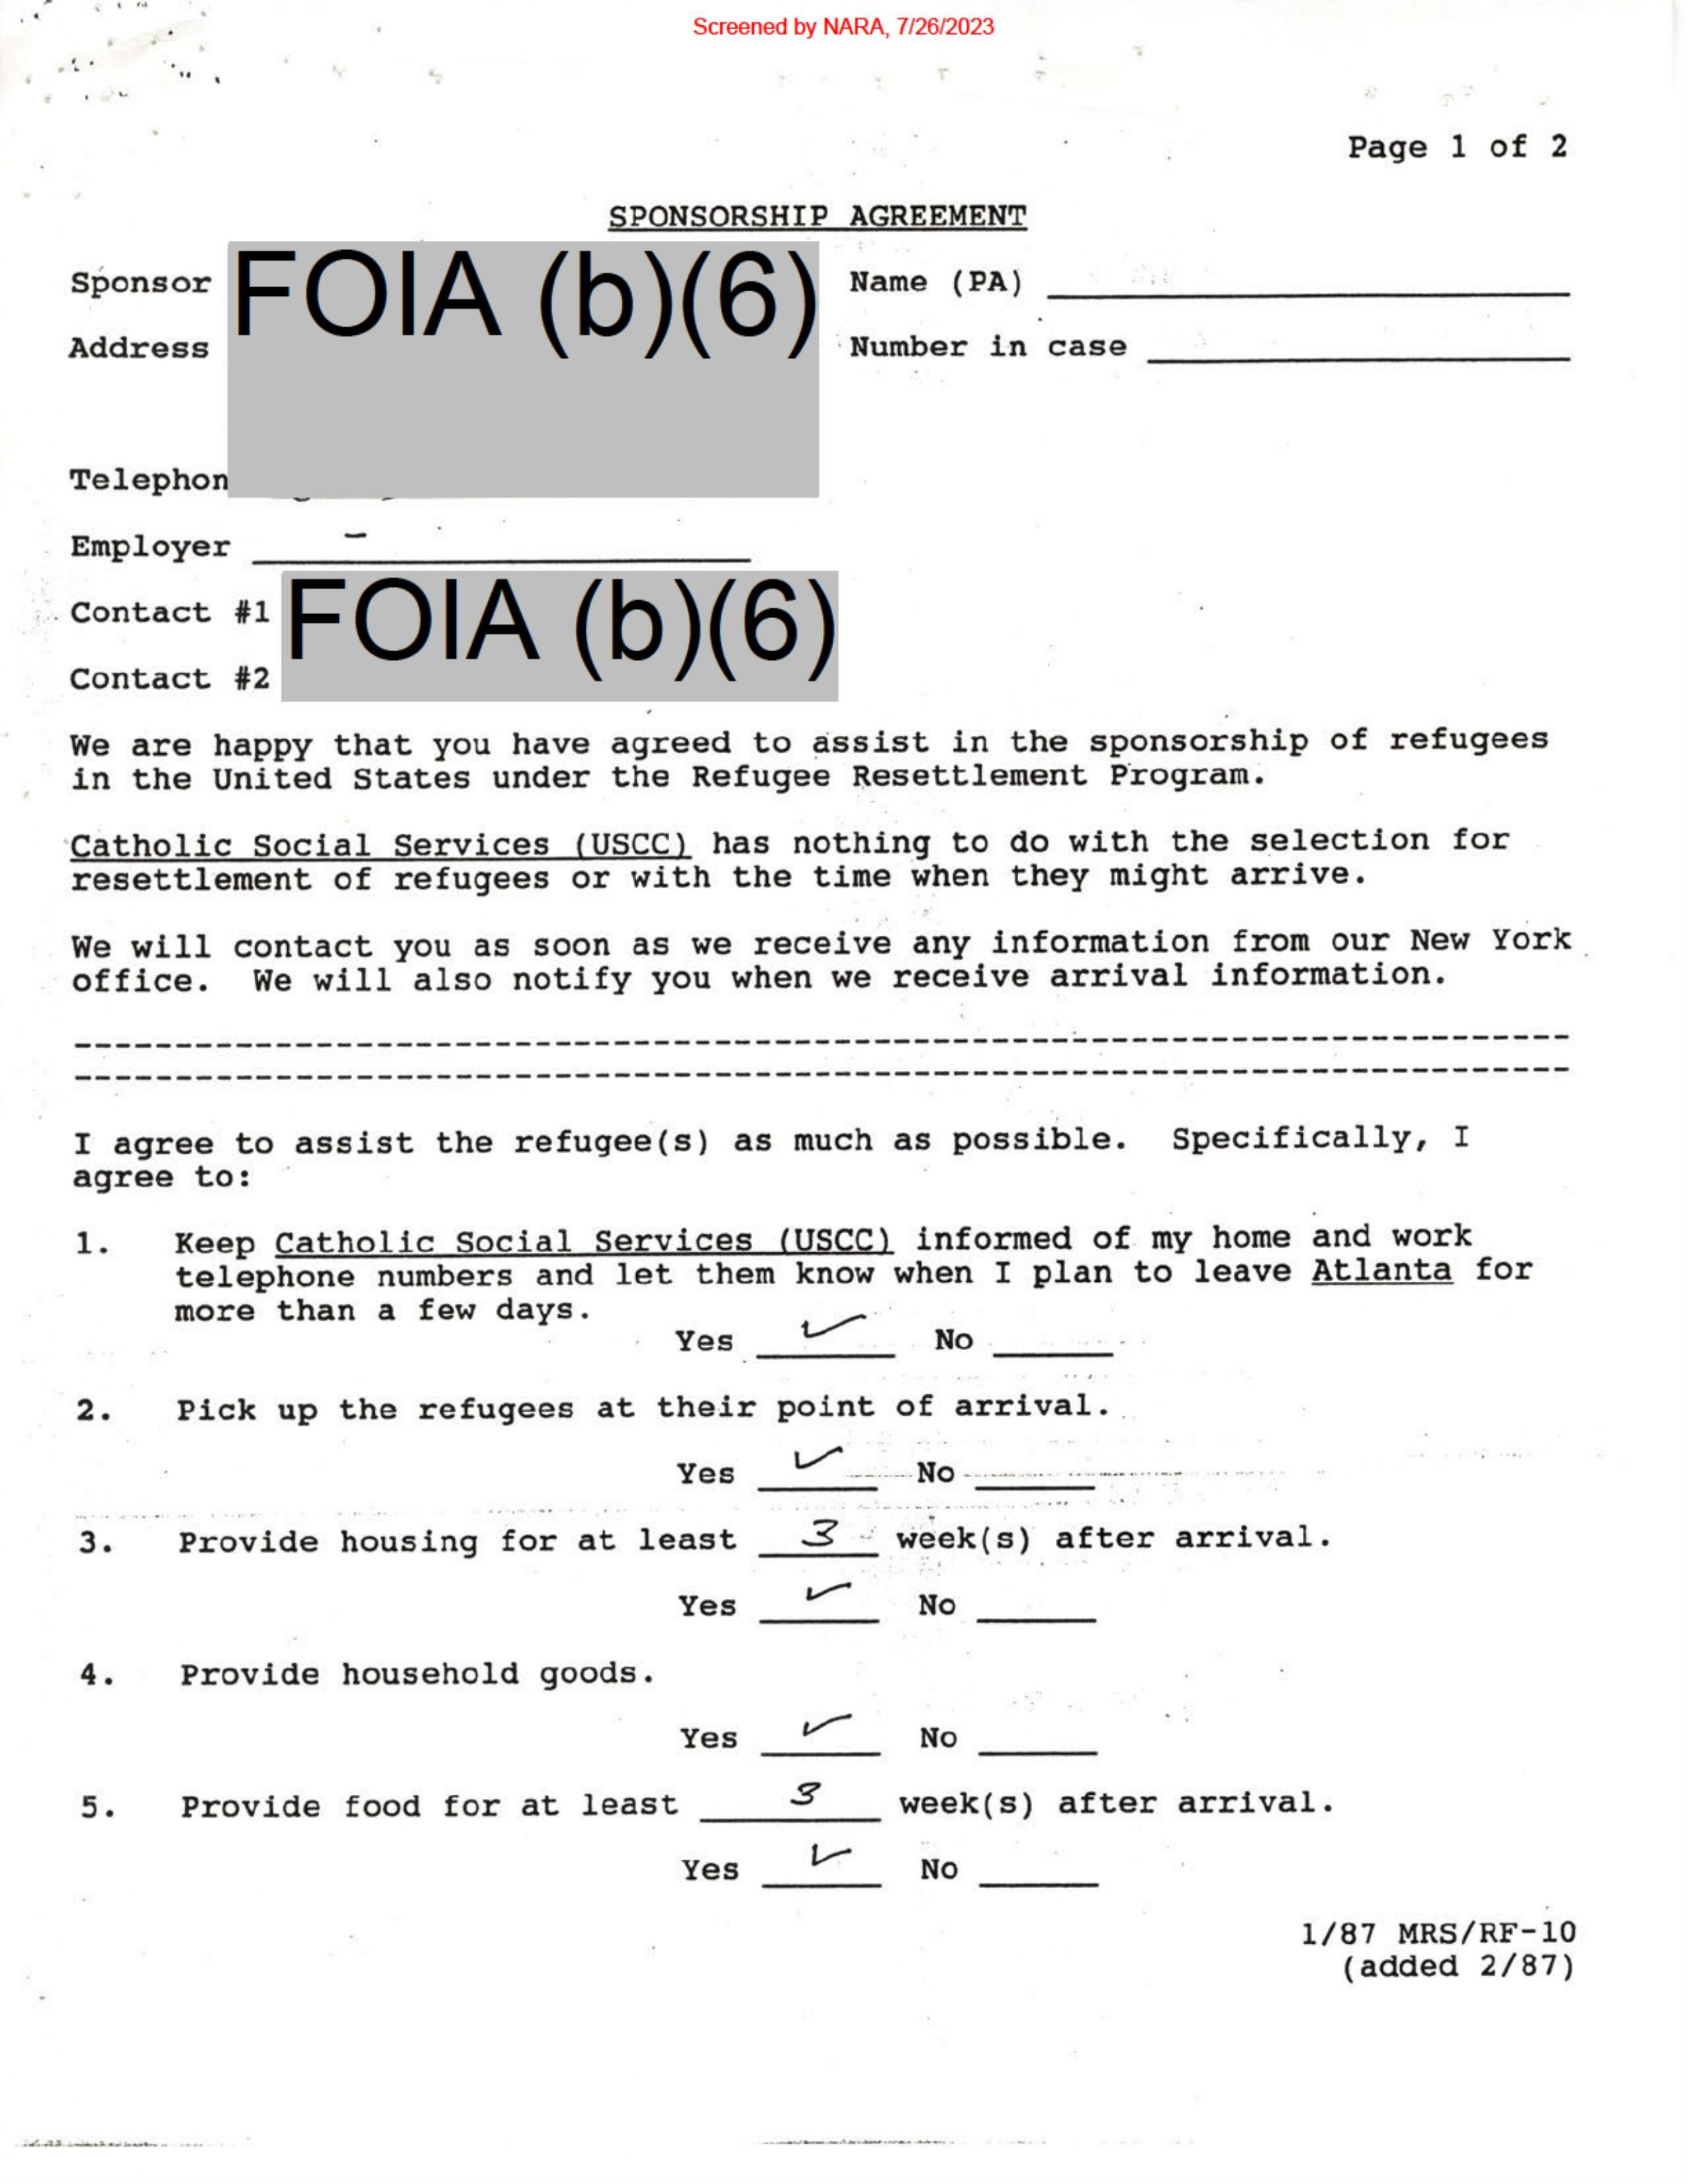 Screened by NARA, 7/26/2023
Page 1 of 2
SPONSORSHIP AGREEMENT
Sponsor FOIA (b)(6) Name (PA)
Address Number in case
Telephon
Employer -
Contact #1 FOIA (b)(6)
Contact #2
We are happy that you have agreed to assist in the sponsorship of refugees
in the United States under the Refugee Resettlement Program.
Catholic Social Services (USCC) has nothing to do with the selection for
resettlement of refugees or with the time when they might arrive.
We will contact you as soon as we receive any information from our New York
office. We will also notify you when we receive arrival information.
I agree to assist the refugee(s) as much as possible. Specifically, I
agree to:
1. Keep Catholic Social Services (USCC) informed of my home and work
telephone numbers and let them know when I plan to leave Atlanta for
more than a few days.
Yes ✓ No
2. Pick up the refugees at their point of arrival.
Yes ✓ No
3. Provide housing for at least 3 week(s) after arrival.
Yes ✓ No
4. Provide household goods.
Yes ✓ No
5. Provide food for at least 3 week(s) after arrival.
Yes ✓ No
1/87 MRS/RF-10
(added 2/87)